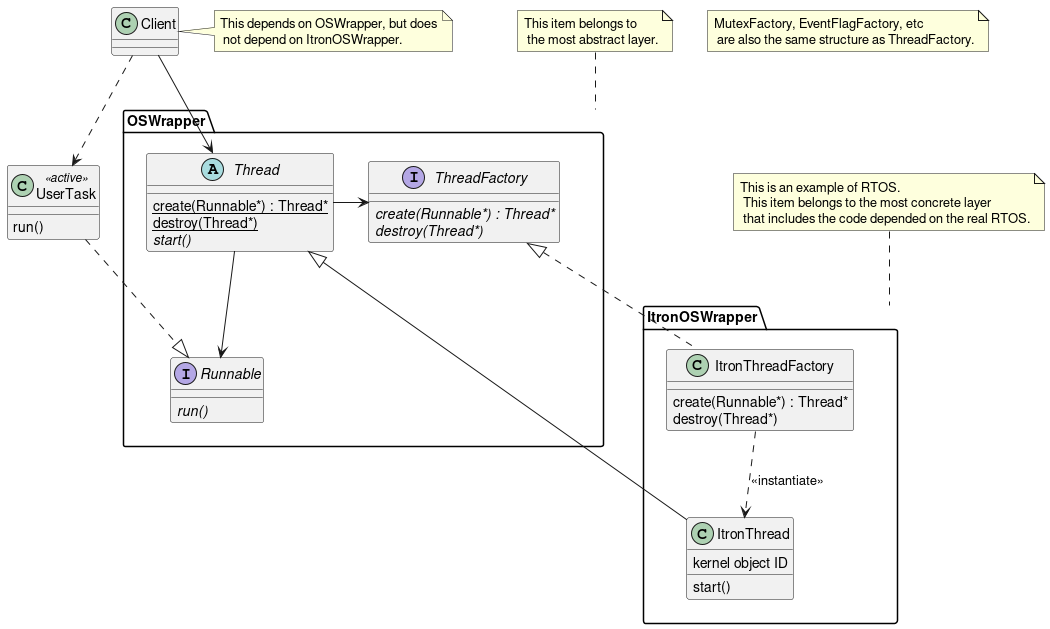 C Client
This depends on OSWrapper, but does
not depend on ItronOSWrapper.
This item belongs to
the most abstract layer.
MutexFactory, EventFlagFactory, etc
are also the same structure as ThreadFactory.
OSWrapper
A Thread
create(Runnable*) : Thread*
destroy(Thread*)
start()
I ThreadFactory
create(Runnable*) : Thread*
destroy(Thread*)
C «active»
UserTask
run()
This is an example of RTOS.
This item belongs to the most concrete layer
that includes the code depended on the real RTOS.
I Runnable
run()
ItronOSWrapper
C ItronThreadFactory
create(Runnable*) : Thread*
destroy(Thread*)
«instantiate»
C ItronThread
kernel object ID
start()